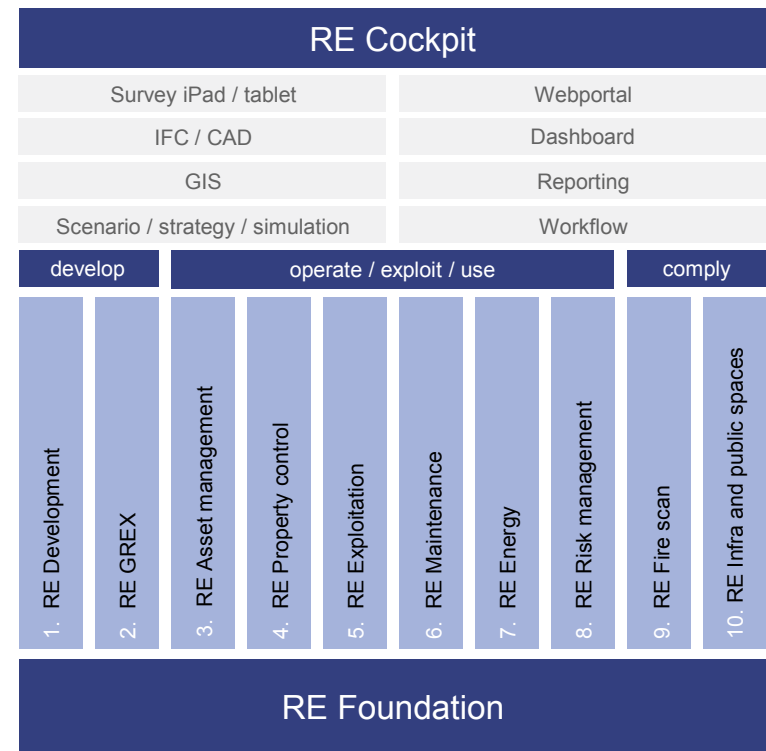 RE Cockpit
Survey iPad / tablet
Webportal
IFC / CAD
Dashboard
GIS
Reporting
Scenario / strategy / simulation
Workflow
develop
operate / exploit / use
comply
1. RE Development
2. RE GREX
3. RE Asset management
4. RE Property control
5. RE Exploitation
6. RE Maintenance
7. RE Energy
8. RE Risk management
9. RE Fire scan
10. RE Infra and public spaces
RE Foundation